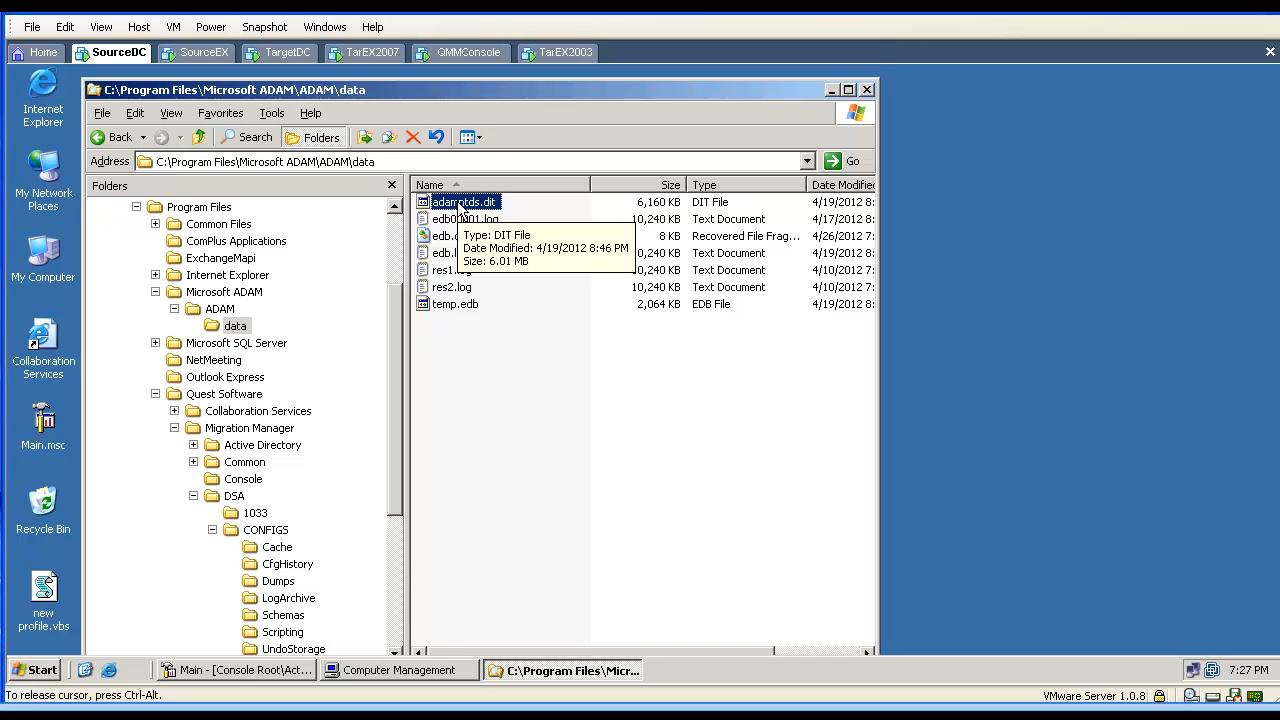 File Edit View Host VM Power Snapshot Windows Help
Home SourceDC SourceEX TargetDC TarEX2007 QMMConsole TarEX2003
C:\Program Files\Microsoft ADAM\ADAM\data
File Edit View Favorites Tools Help
Back Search Folders
Address C:\Program Files\Microsoft ADAM\ADAM\data Go
Folders
Name Size Type Date Modified
adamntds.dit 6,160 KB DIT File 4/19/2012 8:
10,240 KB Text Document 4/17/2012 8:
8 KB Recovered File Frag... 4/26/2012 7:
10,240 KB Text Document 4/19/2012 8:
10,240 KB Text Document 4/10/2012 7:
res2.log 10,240 KB Text Document 4/10/2012 7:
temp.edb 2,064 KB EDB File 4/19/2012 8:
Type: DIT File
Date Modified: 4/19/2012 8:46 PM
Size: 6.01 MB
Program Files
Common Files
ComPlus Applications
ExchangeMapi
Internet Explorer
Microsoft ADAM
ADAM
data
Microsoft SQL Server
NetMeeting
Outlook Express
Quest Software
Collaboration Services
Migration Manager
Active Directory
Common
Console
DSA
1033
CONFIGS
Cache
CfgHistory
Dumps
LogArchive
Schemas
Scripting
UndoStorage
Internet
Explorer
My Network
Places
My Computer
Collaboration
Services
Main.msc
Recycle Bin
new
profile.vbs
Start Main - [Console Root\Act... Computer Management C:\Program Files\Micr... 7:27 PM
To release cursor, press Ctrl-Alt. VMware Server 1.0.8